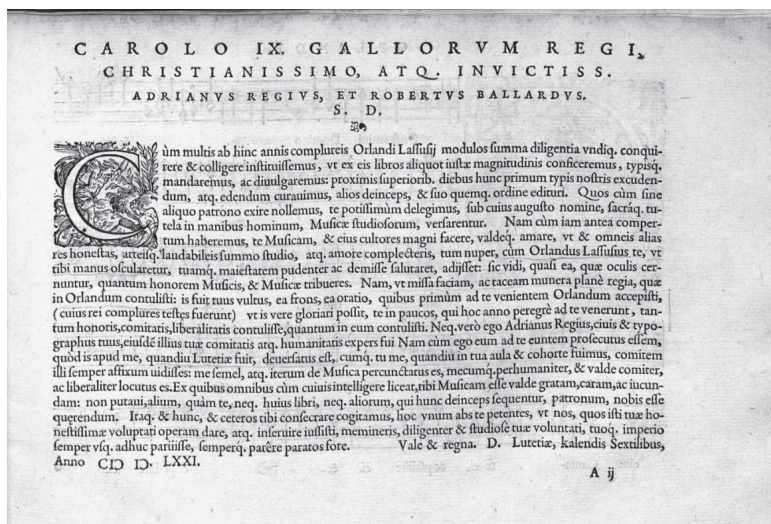 CAROLO IX. GALLORVM REGI,
CHRISTIANISSIMO, ATQ. INVICTISS.
ADRIANVS REGIVS, ET ROBERTVS BALLARDVS.
S. D.
Cùm multis ab hinc annis complureis Orlandi Lassusij modulos summa diligentia vndiq. conqui-
rere & colligere instituissemus, vt ex eis libros aliquot iustæ magnitudinis conficeremus, typisq.
mandaremus, ac diuulgaremus: proximis superiorib. diebus hunc primum typis nostris excuden-
dum, atq. edendum curauimus, alios deinceps, & suo quemq. ordine edituri. Quos cùm sine
aliquo patrono exire nollemus, te potissimùm delegimus, sub cuius augusto nomine, sacráq. tu-
tela in manibus hominum, Musicæ studiosorum, versarentur. Nam cùm iam antea comper-
tum haberemus, te Musicam, & eius cultores magni facere, valdeq. amare, vt & omneis alias
res honestas, arteisq. laudabileis summo studio, atq. amore complecteris, tum nuper, cùm Orlandus Lassusius te, vt
tibi manus oscularetur, tuamq. maiestatem pudenter ac demisse salutaret, adijsset: sic vidi, quasi ea, quæ oculis cer-
nuntur, quantum honorem Musicis, & Musicæ tribueres. Nam, vt missa faciam, ac taceam munera planè regia, quæ
in Orlandum contulisti: is fuit tuus vultus, ea frons, ea oratio, quibus primùm ad te venientem Orlandum accepisti,
(cuius rei complures testes fuerunt) vt is vere gloriari possit, te in paucos, qui hoc anno peregrè ad te venerunt, tan-
tum honoris, comitatis, liberalitatis contulisse, quantum in eum contulisti. Neq. verò ego Adrianus Regius, ciuis & typo-
graphus tuus, eiusdē illius tuæ comitatis atq. humanitatis expers fui Nam cùm ego eum ad te euntem prosecutus essem,
quòd is apud me, quandiu Lutetiæ fuit, deuersatus est, cumq. tu me, quandiu in tua aula & cohorte fuimus, comitem
illi semper affixum uidisses: me semel, atq. iterum de Musica percunctatus es, mecumq. perhumaniter, & valde comiter,
ac liberaliter locutus es. Ex quibus omnibus cùm cuiuis intelligere liceat, tibi Musicam esse valde gratam, caram, ac iucun-
dam: non putaui, alium, quàm te, neq. huius libri, neq. aliorum, qui hunc deinceps sequentur, patronum, nobis esse
querendum. Itaq. & hunc, & ceteros tibi consecrare cogitamus, hoc vnum abs te petentes, vt nos, quos isti tuæ ho-
nestissimæ voluptati operam dare, atq. inseruire iussisti, memineris, diligenter & studiosè tuæ voluntati, tuoq. imperio
semper vsq. adhuc paruisse, semperq. parêre paratos fore. Vale & regna. D. Lutetiæ, kalendis Sextilibus,
Anno CIƆ IƆ. LXXI.
A ij